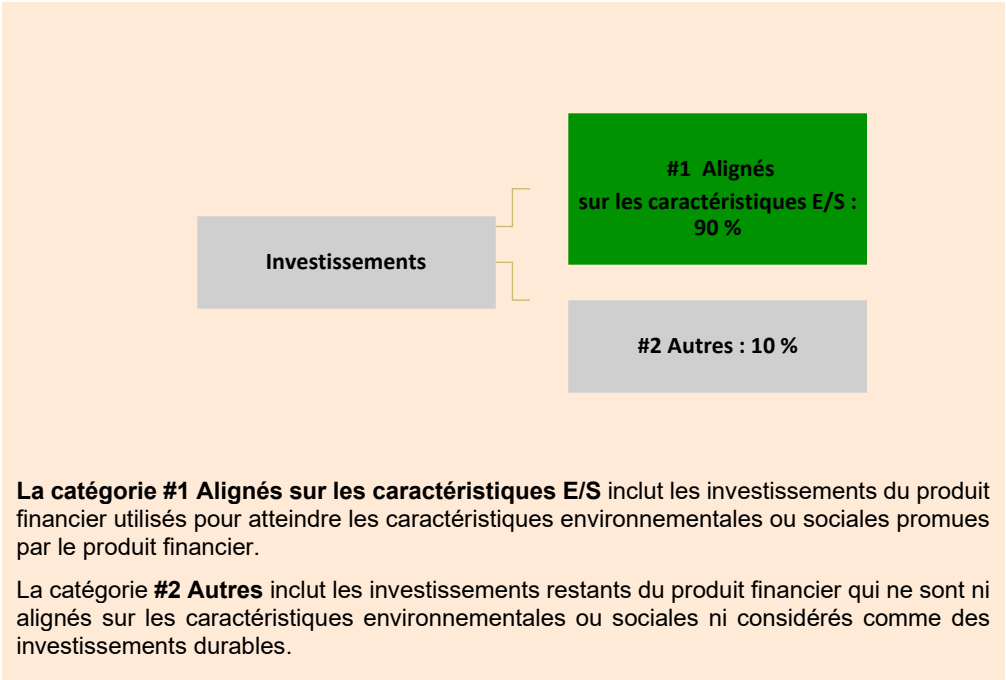 #1 Alignés
sur les caractéristiques E/S :
90 %
Investissements
#2 Autres : 10 %
La catégorie #1 Alignés sur les caractéristiques E/S inclut les investissements du produit
financier utilisés pour atteindre les caractéristiques environnementales ou sociales promues
par le produit financier.
La catégorie #2 Autres inclut les investissements restants du produit financier qui ne sont ni
alignés sur les caractéristiques environnementales ou sociales ni considérés comme des
investissements durables.